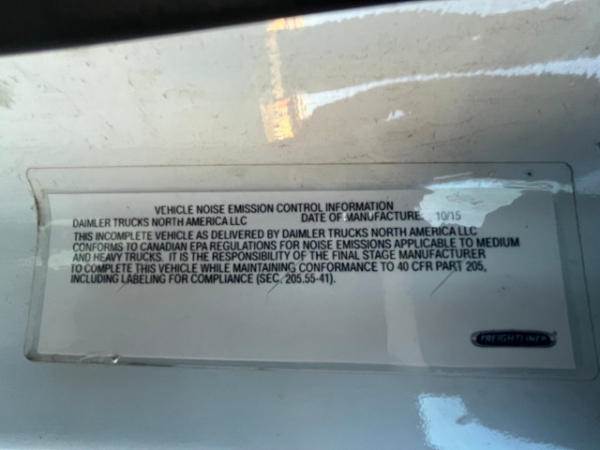 VEHICLE NOISE EMISSION CONTROL INFORMATION
DAIMLER TRUCKS NORTH AMERICA LLC DATE OF MANUFACTURE: 10/15
THIS INCOMPLETE VEHICLE AS DELIVERED BY DAIMLER TRUCKS NORTH AMERICA LLC
CONFORMS TO CANADIAN EPA REGULATIONS FOR NOISE EMISSIONS APPLICABLE TO MEDIUM
AND HEAVY TRUCKS. IT IS THE RESPONSIBILITY OF THE FINAL STAGE MANUFACTURER
TO COMPLETE THIS VEHICLE WHILE MAINTAINING CONFORMANCE TO 40 CFR PART 205,
INCLUDING LABELING FOR COMPLIANCE (SEC. 205.55-41).
FREIGHTLINER